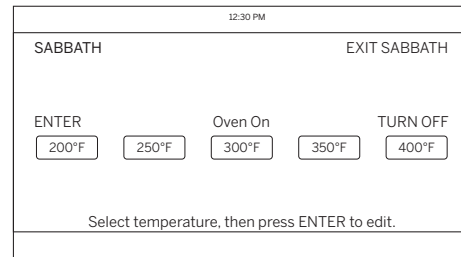 12:30 PM
SABBATH EXIT SABBATH
ENTER Oven On TURN OFF
200°F 250°F 300°F 350°F 400°F
Select temperature, then press ENTER to edit.